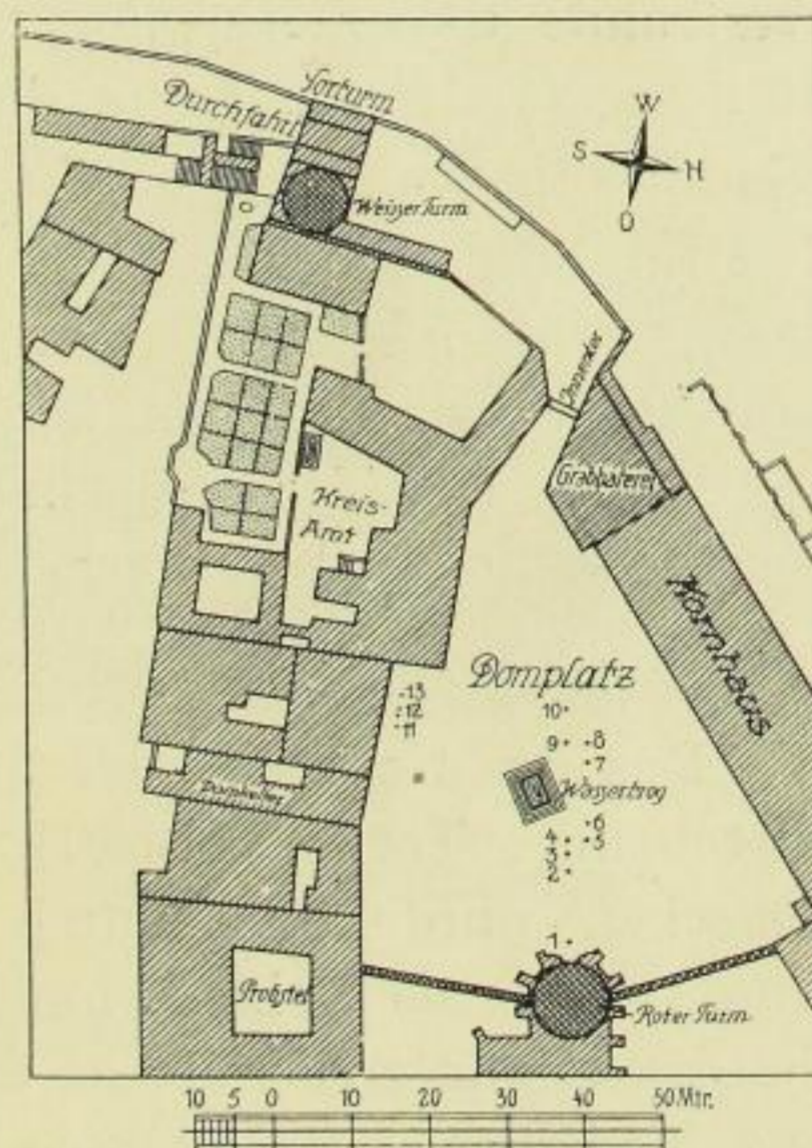 Durchfahrt
Torturm
W
S
N
O
Weißer Turm
Kreis-
Amt
Kornhaus
Domplatz
13
12
11
10
9
8
7
Wassertrog
6
4
5
3
2
1
Probstei
Roter Turm
10 5 0 10 20 30 40 50 Mtr.